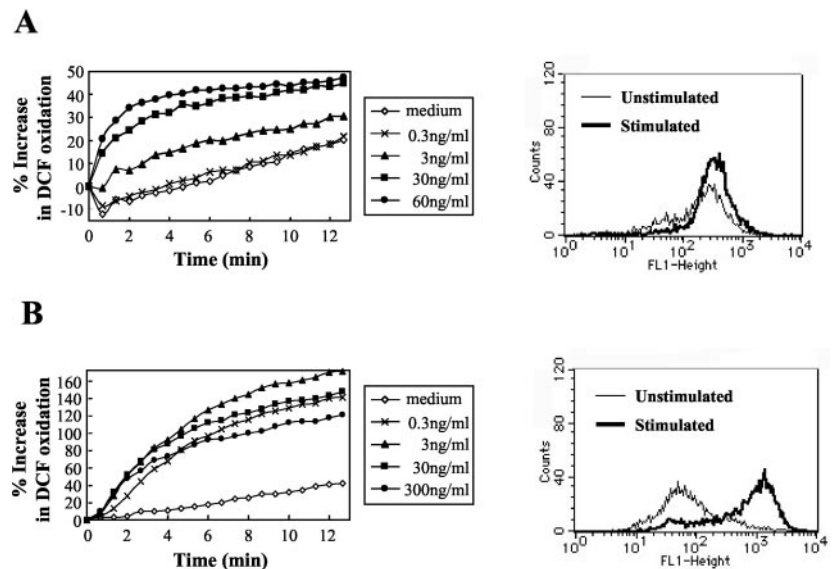 A
% Increase
in DCF oxidation
50
40
30
20
10
0
-10
0 2 4 6 8 10 12
Time (min)
medium
0.3ng/ml
3ng/ml
30ng/ml
60ng/ml
Counts
120
80
40
0
Unstimulated
Stimulated
10^0 10^1 10^2 10^3 10^4
FL1-Height
B
% Increase
in DCF oxidation
160
140
120
100
80
60
40
20
0
0 2 4 6 8 10 12
Time (min)
medium
0.3ng/ml
3ng/ml
30ng/ml
300ng/ml
Counts
120
80
40
0
Unstimulated
Stimulated
10^0 10^1 10^2 10^3 10^4
FL1-Height